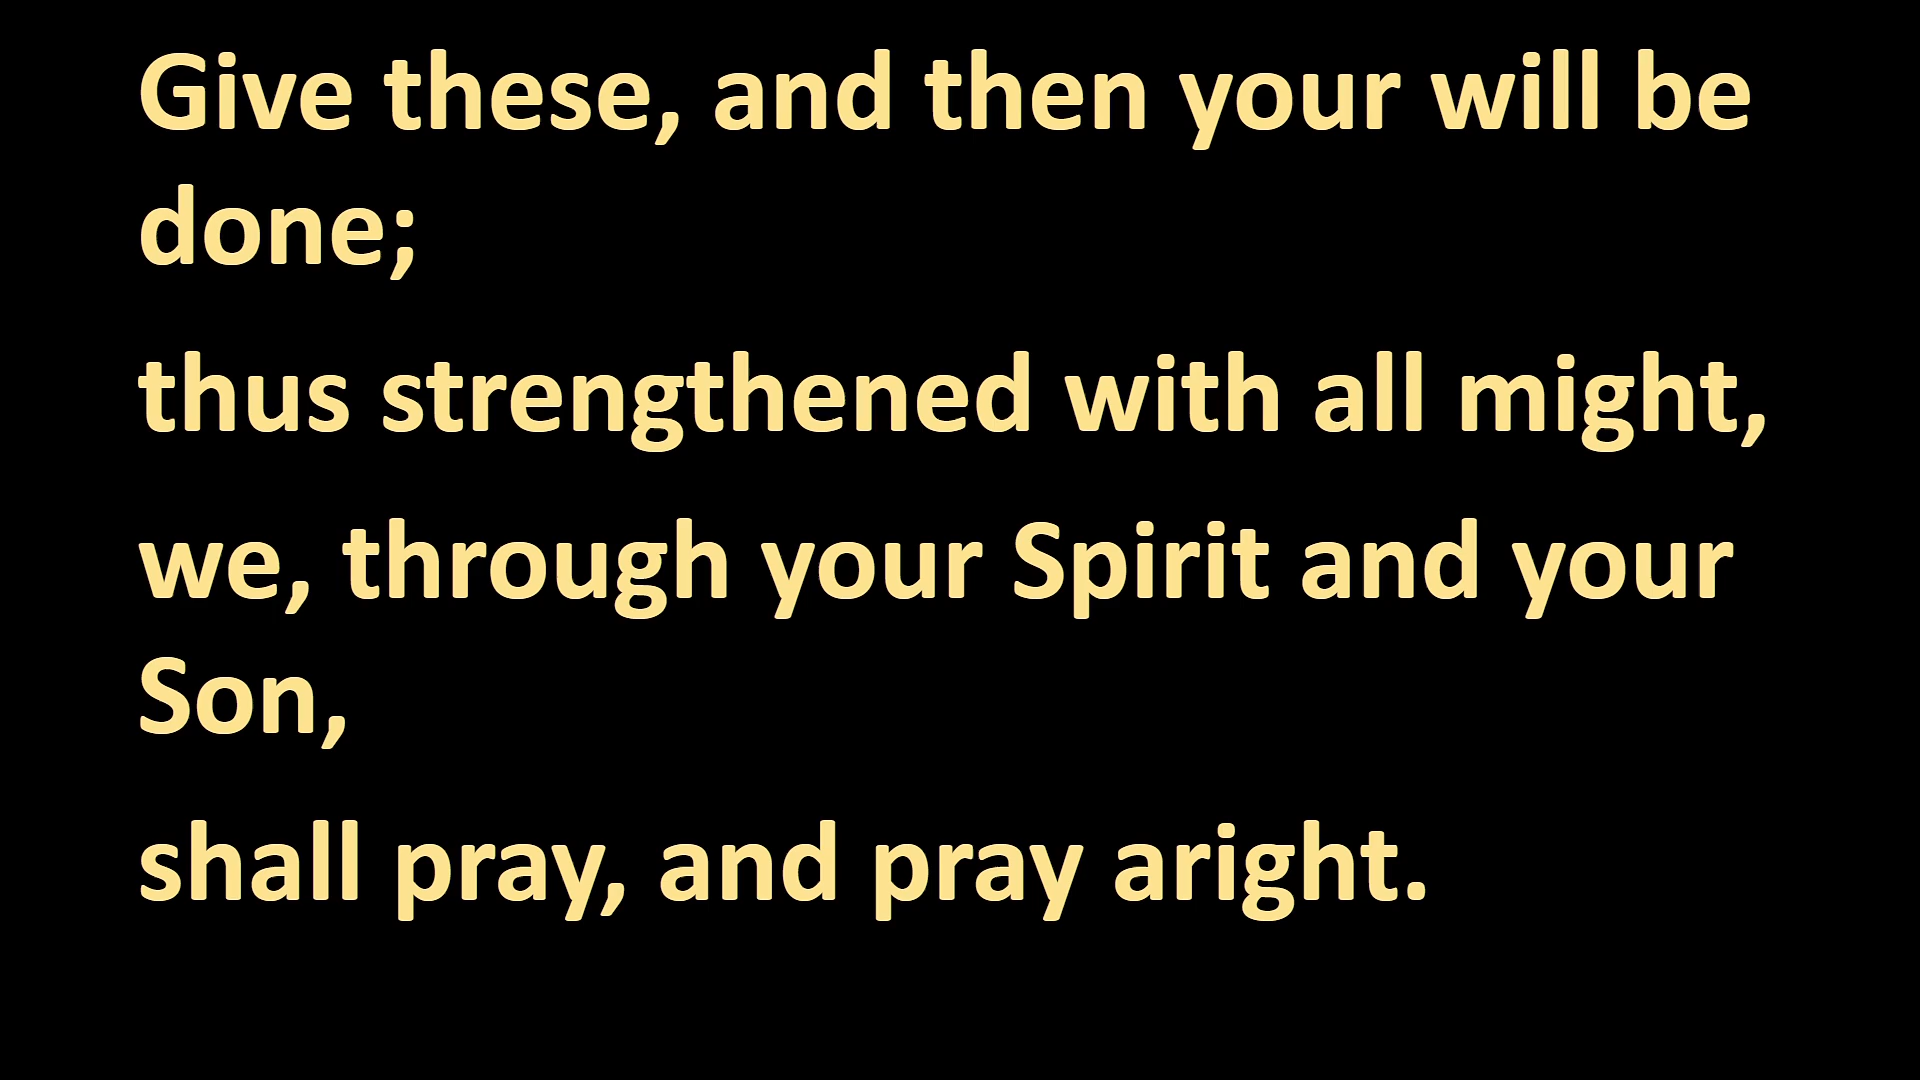 Give these, and then your will be
done;
thus strengthened with all might,
we, through your Spirit and your
Son,
shall pray, and pray aright.